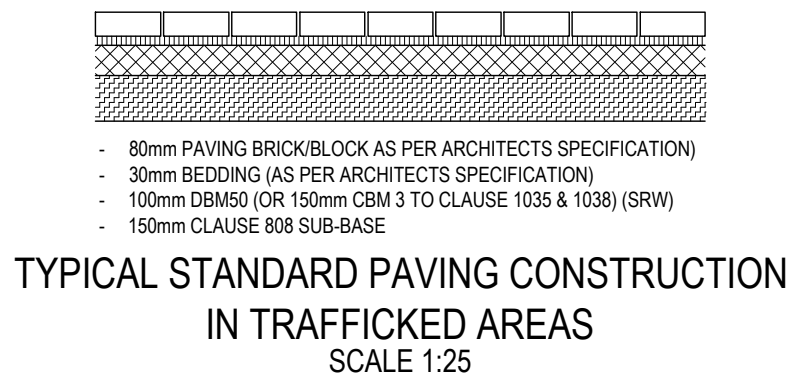 - 80mm PAVING BRICK/BLOCK AS PER ARCHITECTS SPECIFICATION)
- 30mm BEDDING (AS PER ARCHITECTS SPECIFICATION)
- 100mm DBM50 (OR 150mm CBM 3 TO CLAUSE 1035 & 1038) (SRW)
- 150mm CLAUSE 808 SUB-BASE
TYPICAL STANDARD PAVING CONSTRUCTION
IN TRAFFICKED AREAS
SCALE 1:25